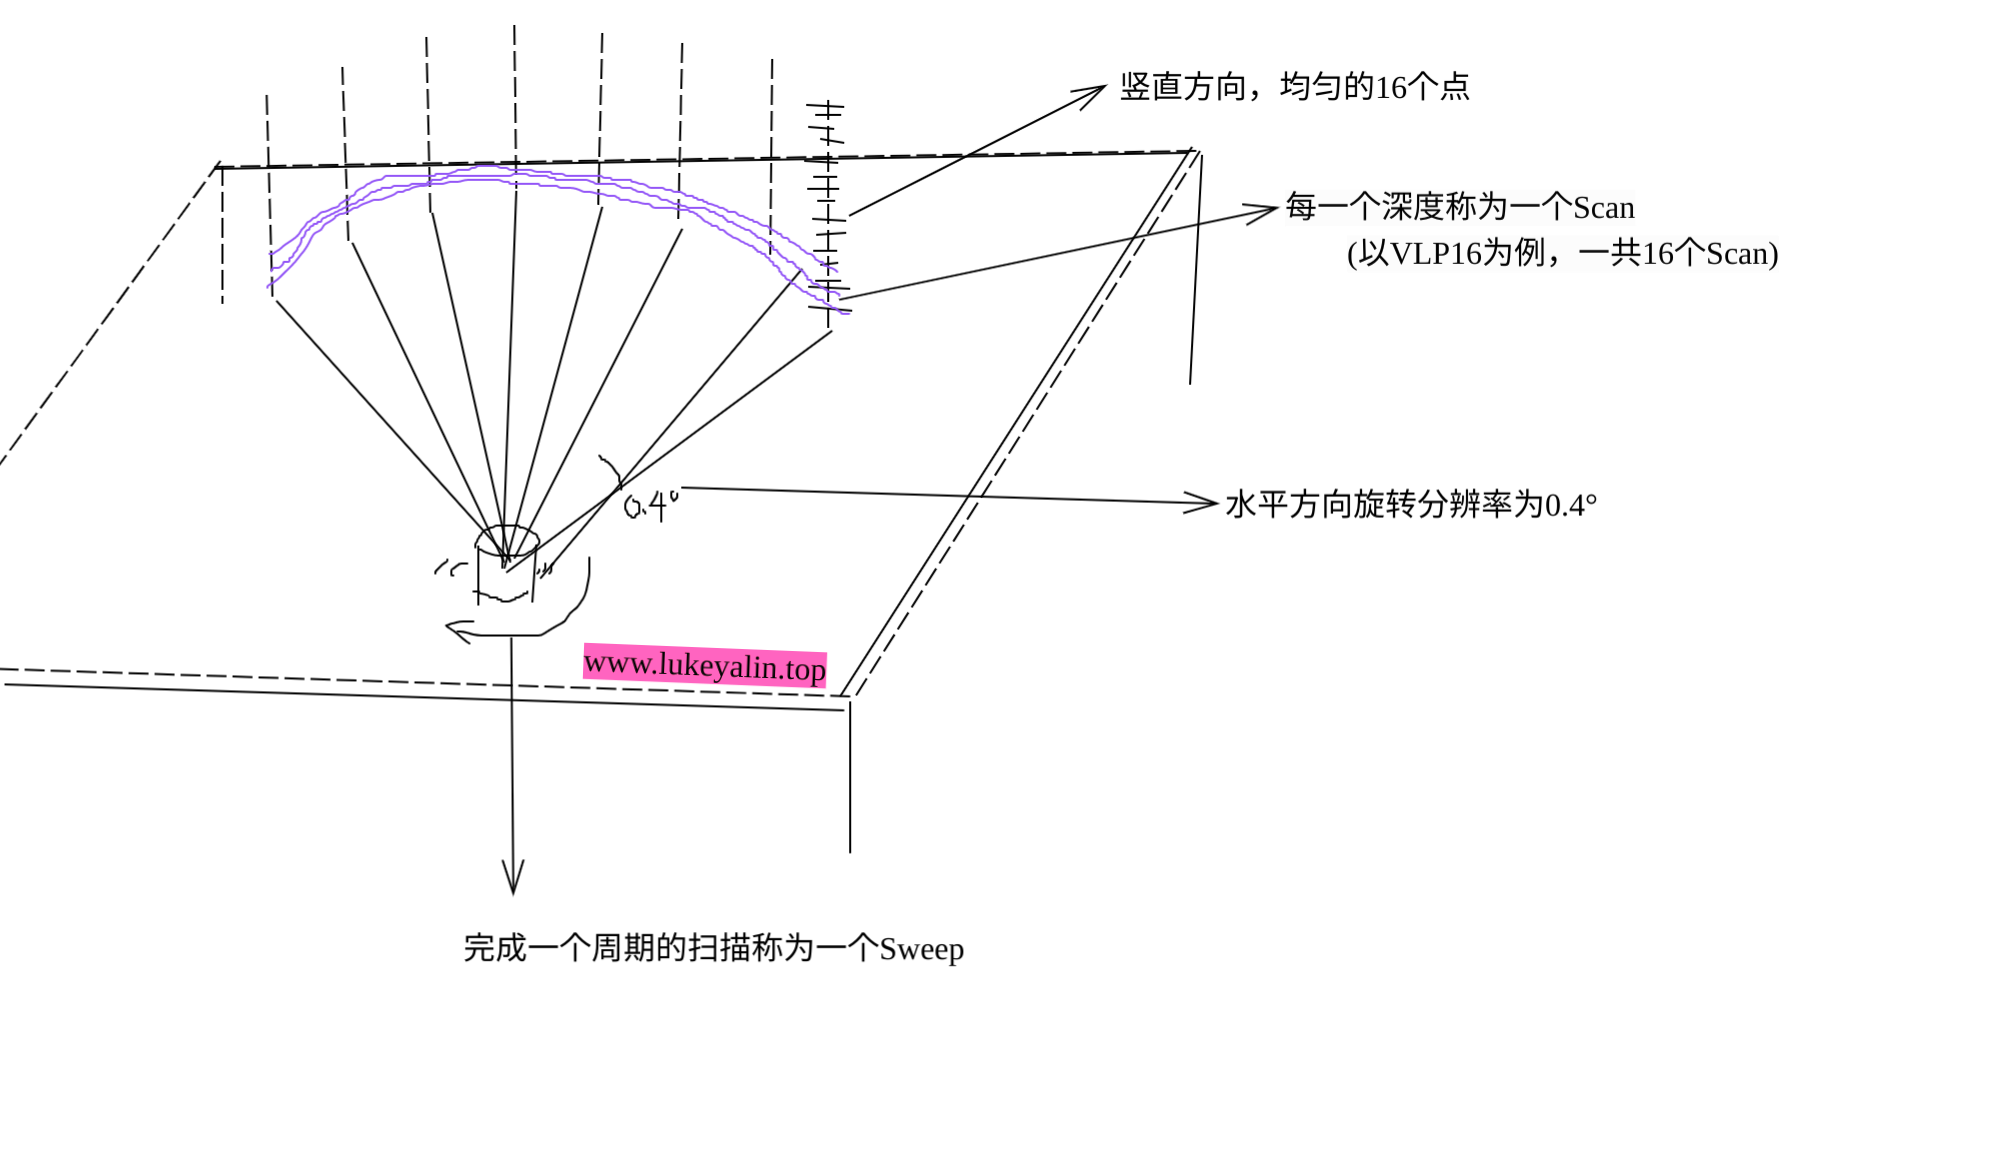 竖直方向，均匀的16个点
每一个深度称为一个Scan
(以VLP16为例，一共16个Scan)
0.4°
水平方向旋转分辨率为0.4°
www.lukeyalin.top
完成一个周期的扫描称为一个Sweep